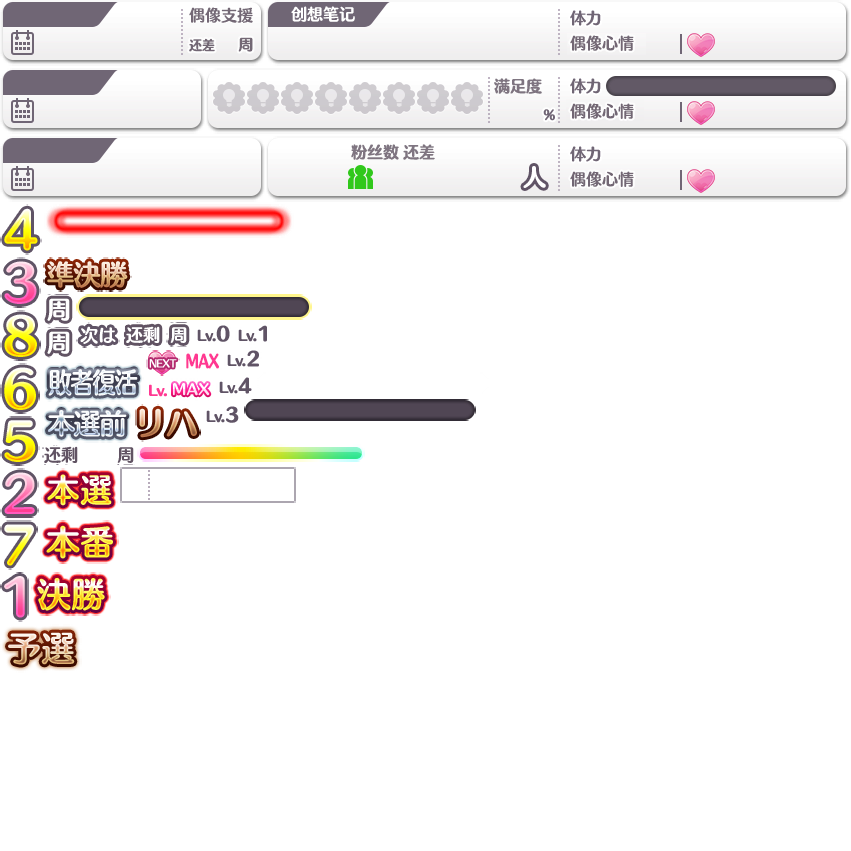 偶像支援
还差 周
创想笔记
体力
偶像心情
满足度
%
体力
偶像心情
粉丝数 还差
人
体力
偶像心情
4
3 準決勝
周
8 周 次は 还剩 周 Lv.0 Lv.1
NEXT MAX Lv.2
6 敗者復活 Lv. MAX Lv.4
本選前 リハ Lv.3
5 还剩 周
2 本選
7 本番
1 決勝
予選